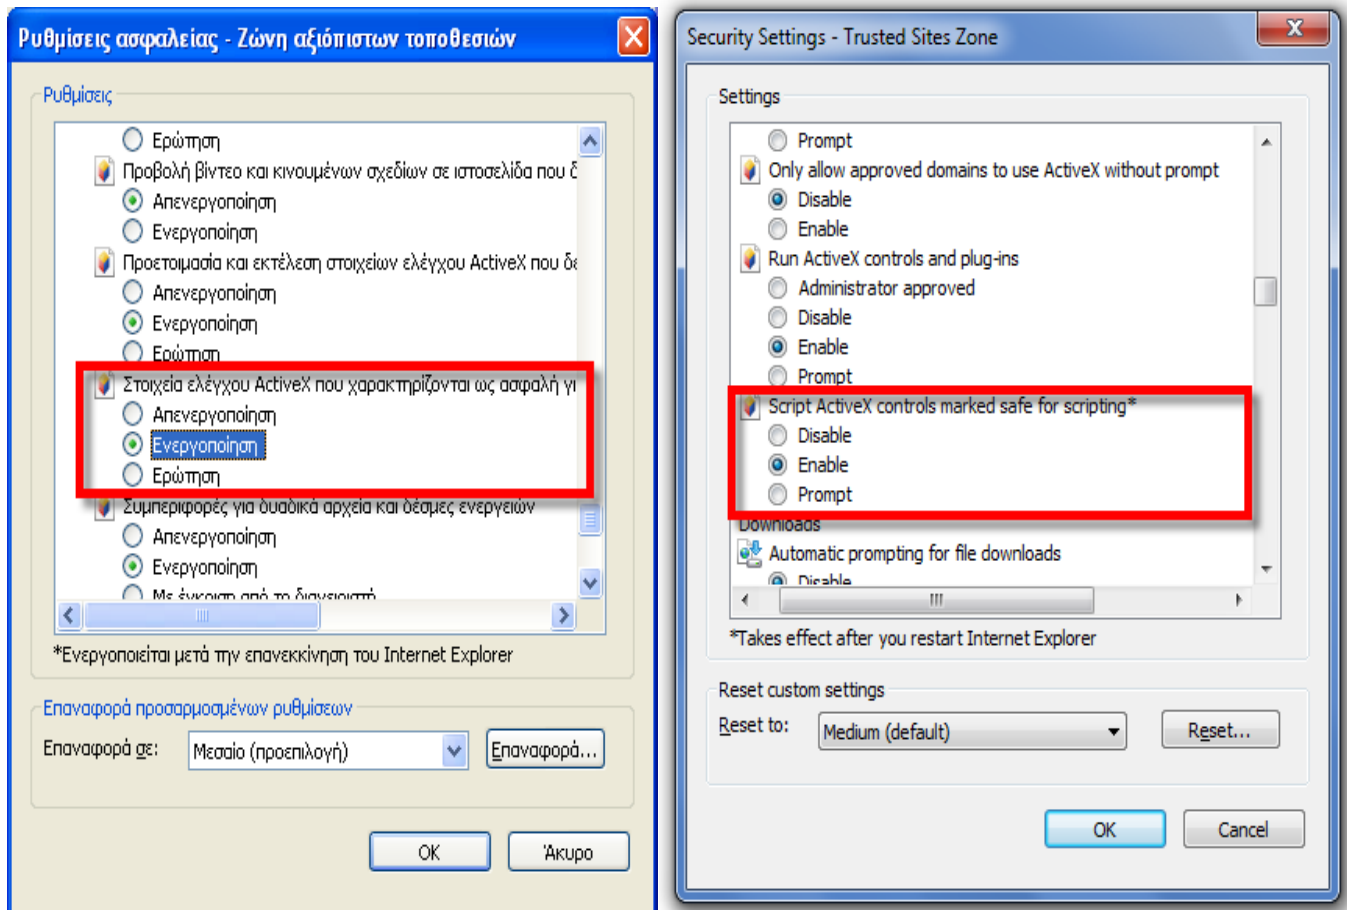 Ρυθμίσεις ασφαλείας - Ζώνη αξιόπιστων τοποθεσιών
Ρυθμίσεις
Ερώτηση
Προβολή βίντεο και κινουμένων σχεδίων σε ιστοσελίδα που δ
Απενεργοποίηση
Ενεργοποίηση
Προετοιμασία και εκτέλεση στοιχείων ελέγχου ActiveX που δε
Απενεργοποίηση
Ενεργοποίηση
Ερώτηση
Στοιχεία ελέγχου ActiveX που χαρακτηρίζονται ως ασφαλή γι
Απενεργοποίηση
Ενεργοποίηση
Ερώτηση
Συμπεριφορές για δυαδικά αρχεία και δέσμες ενεργειών
Απενεργοποίηση
Ενεργοποίηση
Με έγκριση από το διαχειριστή
*Ενεργοποιείται μετά την επανεκκίνηση του Internet Explorer
Επαναφορά προσαρμοσμένων ρυθμίσεων
Επαναφορά σε: Μεσαίο (προεπιλογή) Επαναφορά...
OK Άκυρο
Security Settings - Trusted Sites Zone
Settings
Prompt
Only allow approved domains to use ActiveX without prompt
Disable
Enable
Run ActiveX controls and plug-ins
Administrator approved
Disable
Enable
Prompt
Script ActiveX controls marked safe for scripting*
Disable
Enable
Prompt
Downloads
Automatic prompting for file downloads
Disable
*Takes effect after you restart Internet Explorer
Reset custom settings
Reset to: Medium (default) Reset...
OK Cancel